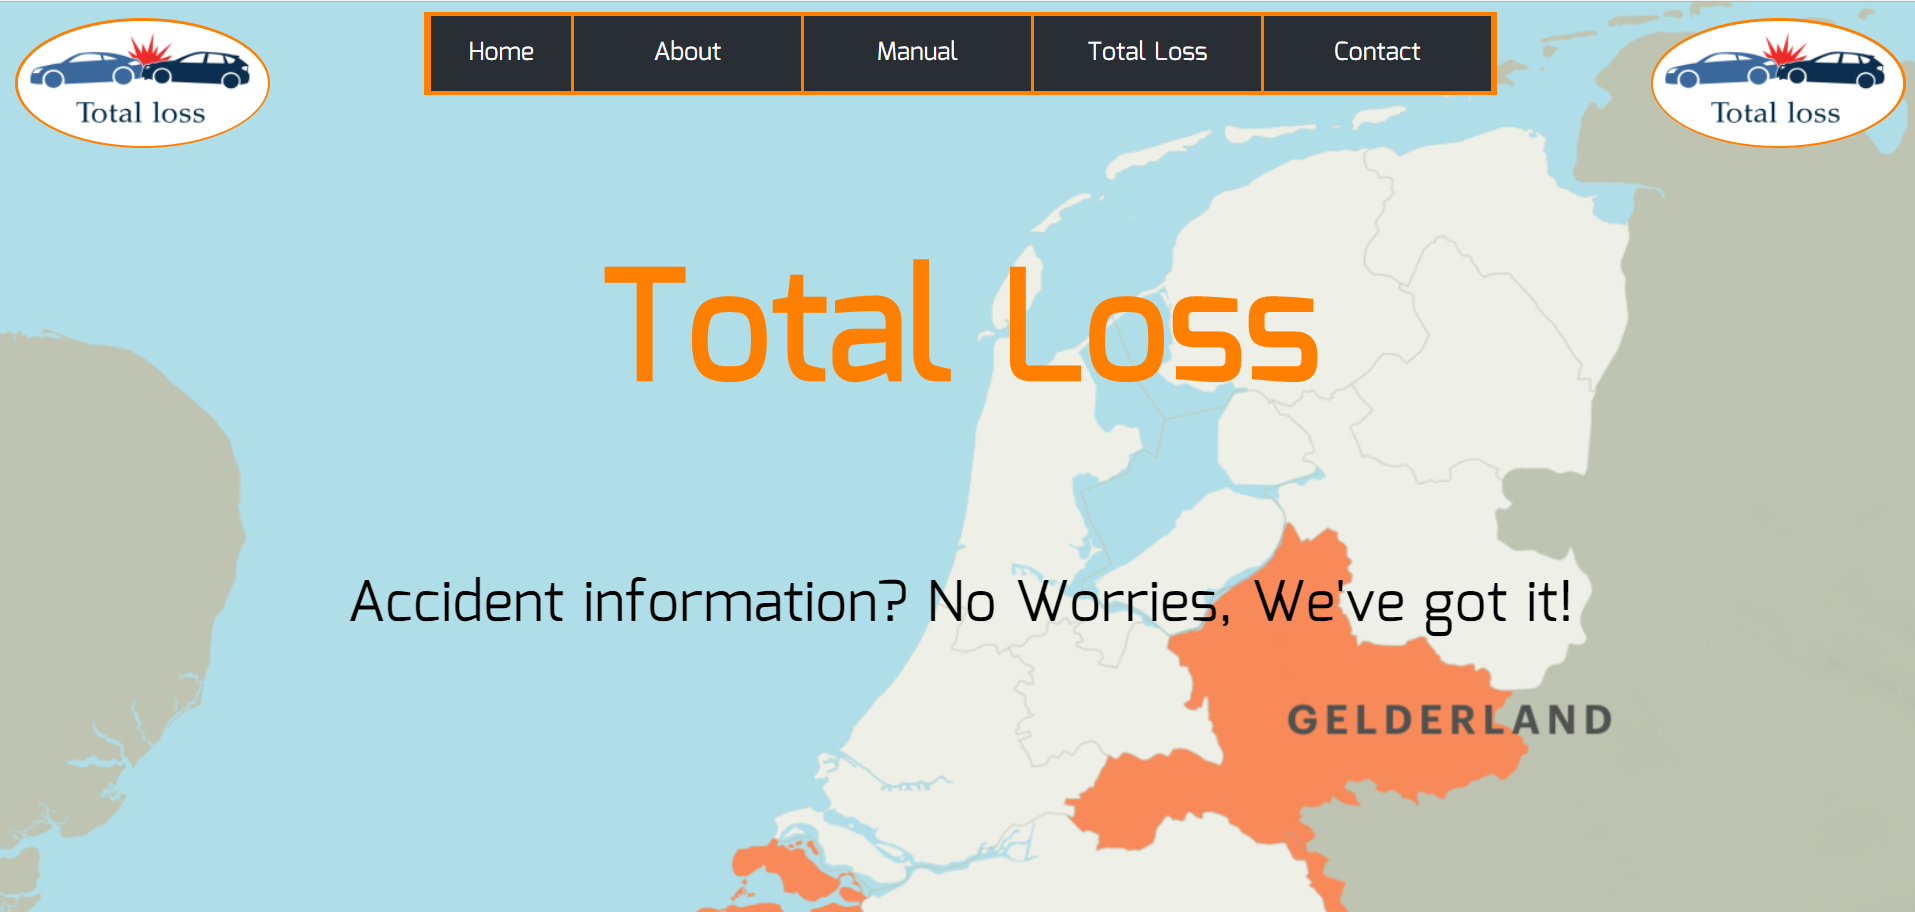 Total loss
Home
About
Manual
Total Loss
Contact
Total loss
Total Loss
Accident information? No Worries, We've got it!
GELDERLAND